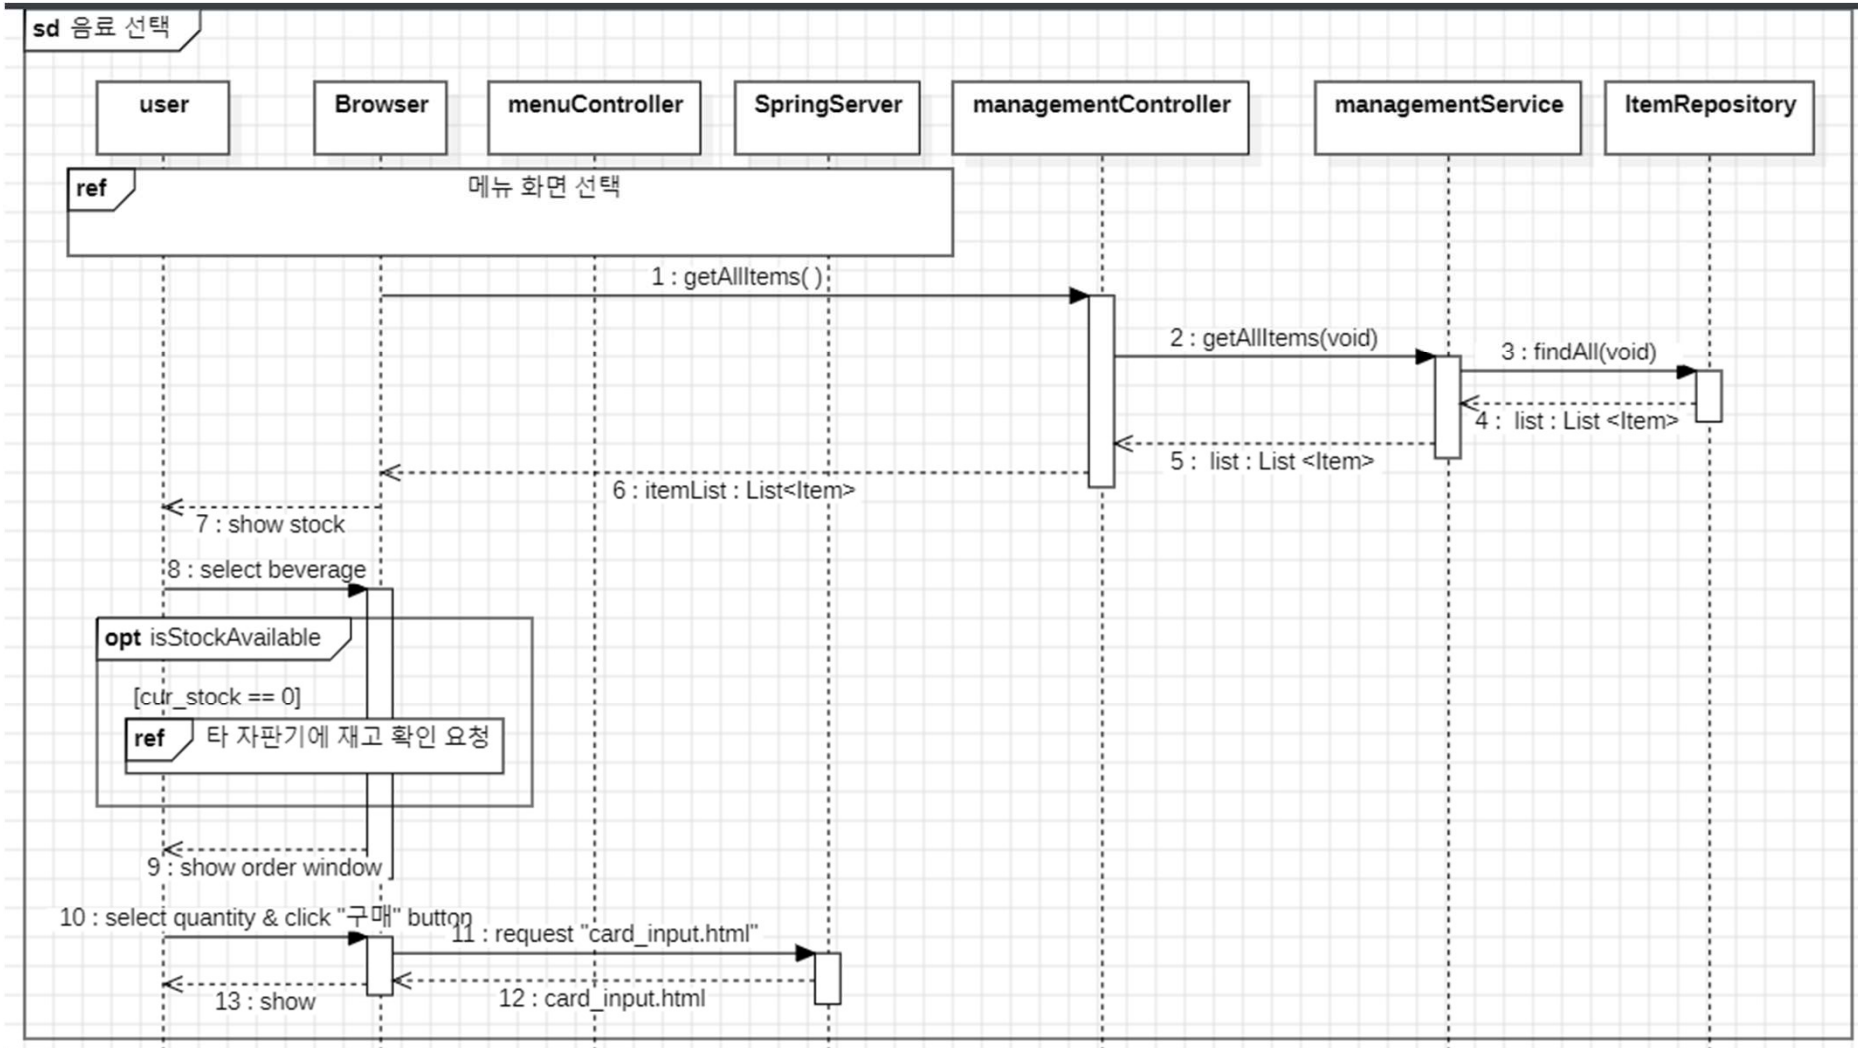 sd 음료 선택
user
Browser
menuController
SpringServer
managementController
managementService
ItemRepository
ref
메뉴 화면 선택
1 : getAllItems( )
2 : getAllItems(void)
3 : findAll(void)
4 : list : List <Item>
5 : list : List <Item>
6 : itemList : List<Item>
7 : show stock
8 : select beverage
opt isStockAvailable
[cur_stock == 0]
ref 타 자판기에 재고 확인 요청
9 : show order window
10 : select quantity & click "구매" button
11 : request "card_input.html"
12 : card_input.html
13 : show